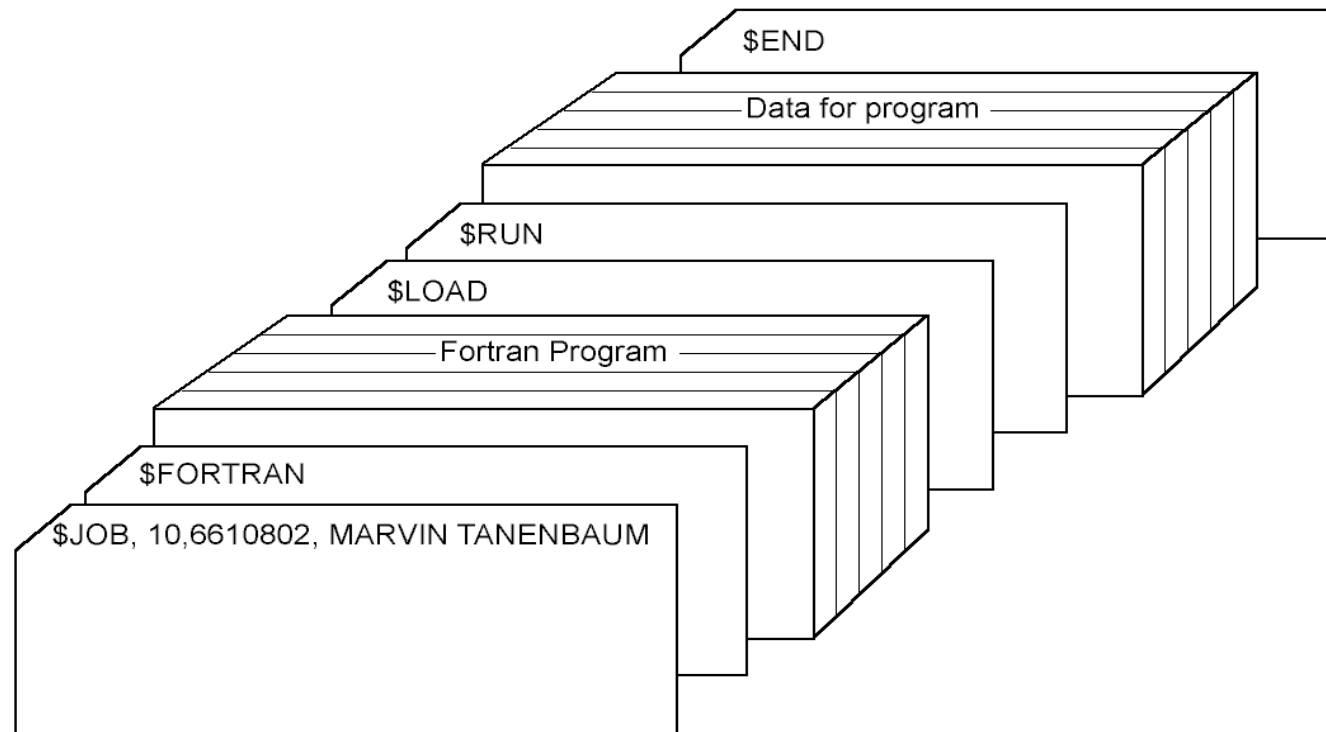 $END
Data for program
$RUN
$LOAD
Fortran Program
$FORTRAN
$JOB, 10,6610802, MARVIN TANENBAUM